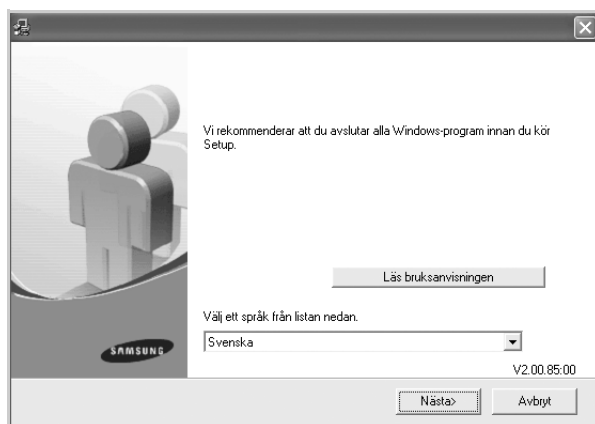 Vi rekommenderar att du avslutar alla Windows-program innan du kör
Setup.
Läs bruksanvisningen
Välj ett språk från listan nedan.
Svenska
SAMSUNG
V2.00.85:00
Nästa>
Avbryt